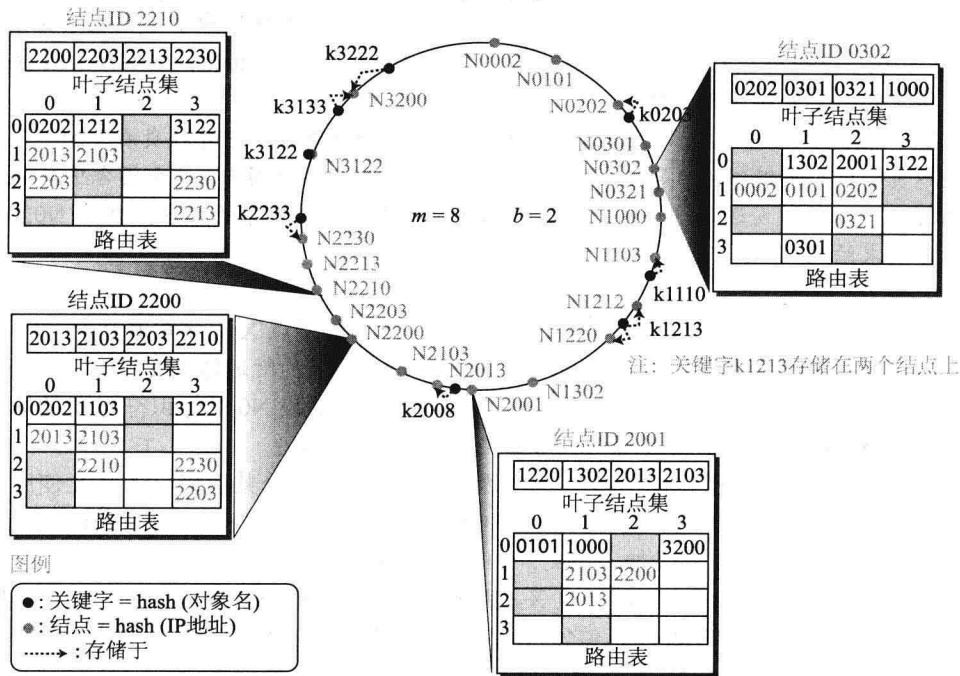 结点ID 2210
2200 2203 2213 2230
叶子结点集
0 1 2 3
0 0202 1212 3122
1 2013 2103
2 2203 2230
3 2213
路由表
结点ID 2200
2013 2103 2203 2210
叶子结点集
0 1 2 3
0 0202 1103 3122
1 2013 2103
2 2210 2230
3 2203
路由表
图例
: 关键字 = hash (对象名)
: 结点 = hash (IP地址)
: 存储于
k3222
N0002
N0101
N3200
k3133
N0202
k0203
k3122
N3122
N0301
N0302
N0321
k2233
m = 8 b = 2
N1000
N2230
N2213
N1103
N2210
k1110
N2203
N1212
N2200
N1220
k1213
N2103
N2013
注：关键字k1213存储在两个结点上
k2008
N2001
N1302
结点ID 0302
0202 0301 0321 1000
叶子结点集
0 1 2 3
0 1302 2001 3122
1 0002 0101 0202
2 0321
3 0301
路由表
结点ID 2001
1220 1302 2013 2103
叶子结点集
0 1 2 3
0 0101 1000 3200
1 2103 2200
2 2013
3
路由表